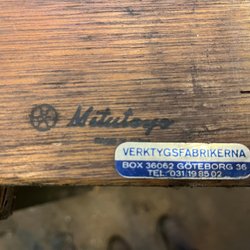 Mitutoyo
VERKTYGSFABRIKERNA
BOX 36062 GÖTEBORG 36
TEL. 031.19 85 02